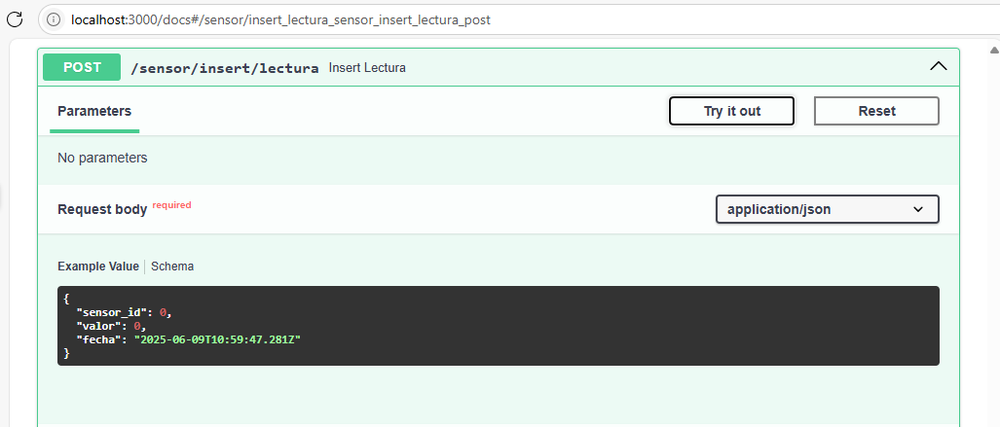 localhost:3000/docs#/sensor/insert_lectura_sensor_insert_lectura_post
POST /sensor/insert/lectura Insert Lectura
Parameters Try it out Reset
No parameters
Request body required application/json
Example Value Schema
{
"sensor_id": 0,
"valor": 0,
"fecha": "2025-06-09T10:59:47.281Z"
}